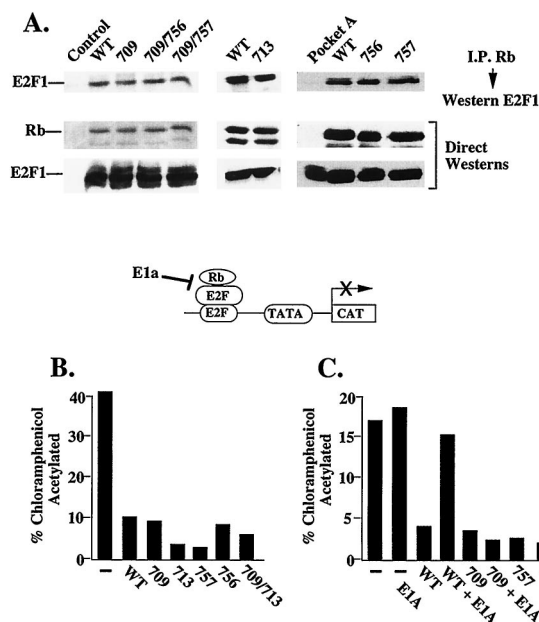 A.
Control
WT
709
709/756
709/757
WT
713
Pocket A
WT
756
757
E2F1
I.P. Rb
Western E2F1
Rb
E2F1
Direct
Westerns
E1a
Rb
E2F
E2F
TATA
X
CAT
B.
% Chloramphenicol
Acetylated
40
30
20
10
0
–
WT
709
713
757
756
709/713
C.
% Chloramphenicol
Acetylated
20
15
10
5
0
–
–
E1A
WT
WT + E1A
709
709 + E1A
757